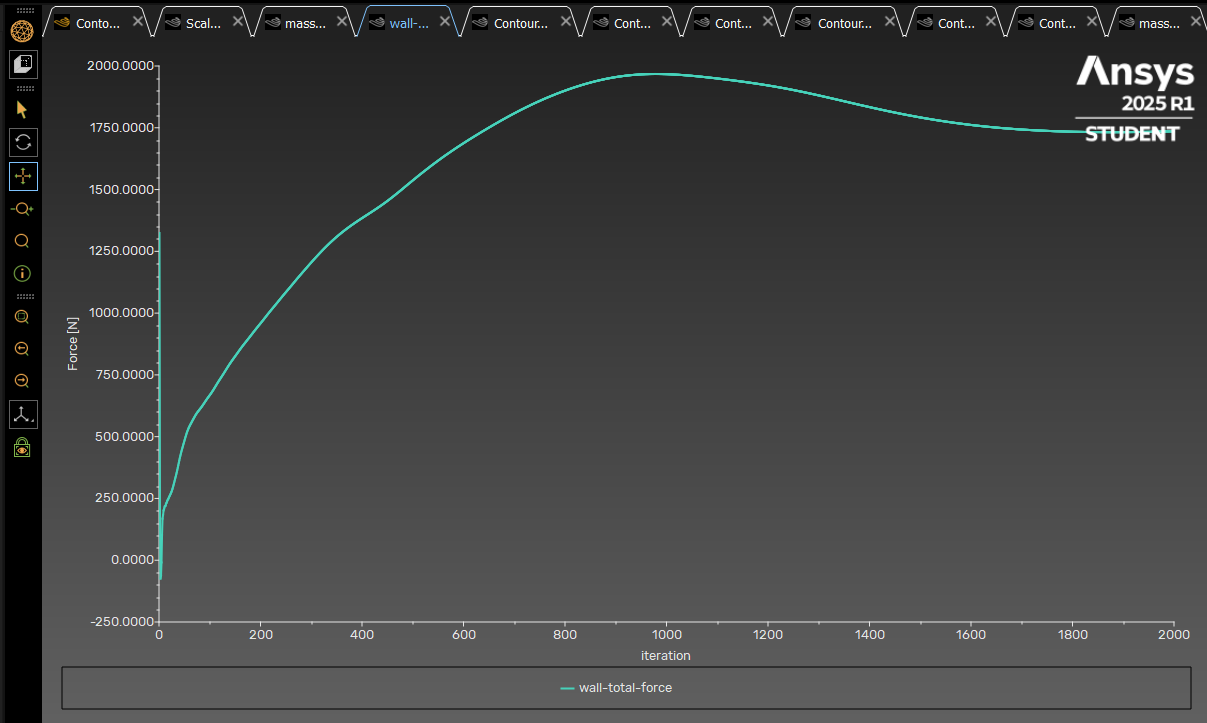 Conto... Scal... mass... wall-... Contour... Cont... Cont... Contour... Cont... Cont... mass...
Ansys
2025 R1
STUDENT
2000.0000
1750.0000
1500.0000
1250.0000
1000.0000
750.0000
500.0000
250.0000
0.0000
-250.0000
Force [N]
0 200 400 600 800 1000 1200 1400 1600 1800 2000
iteration
wall-total-force